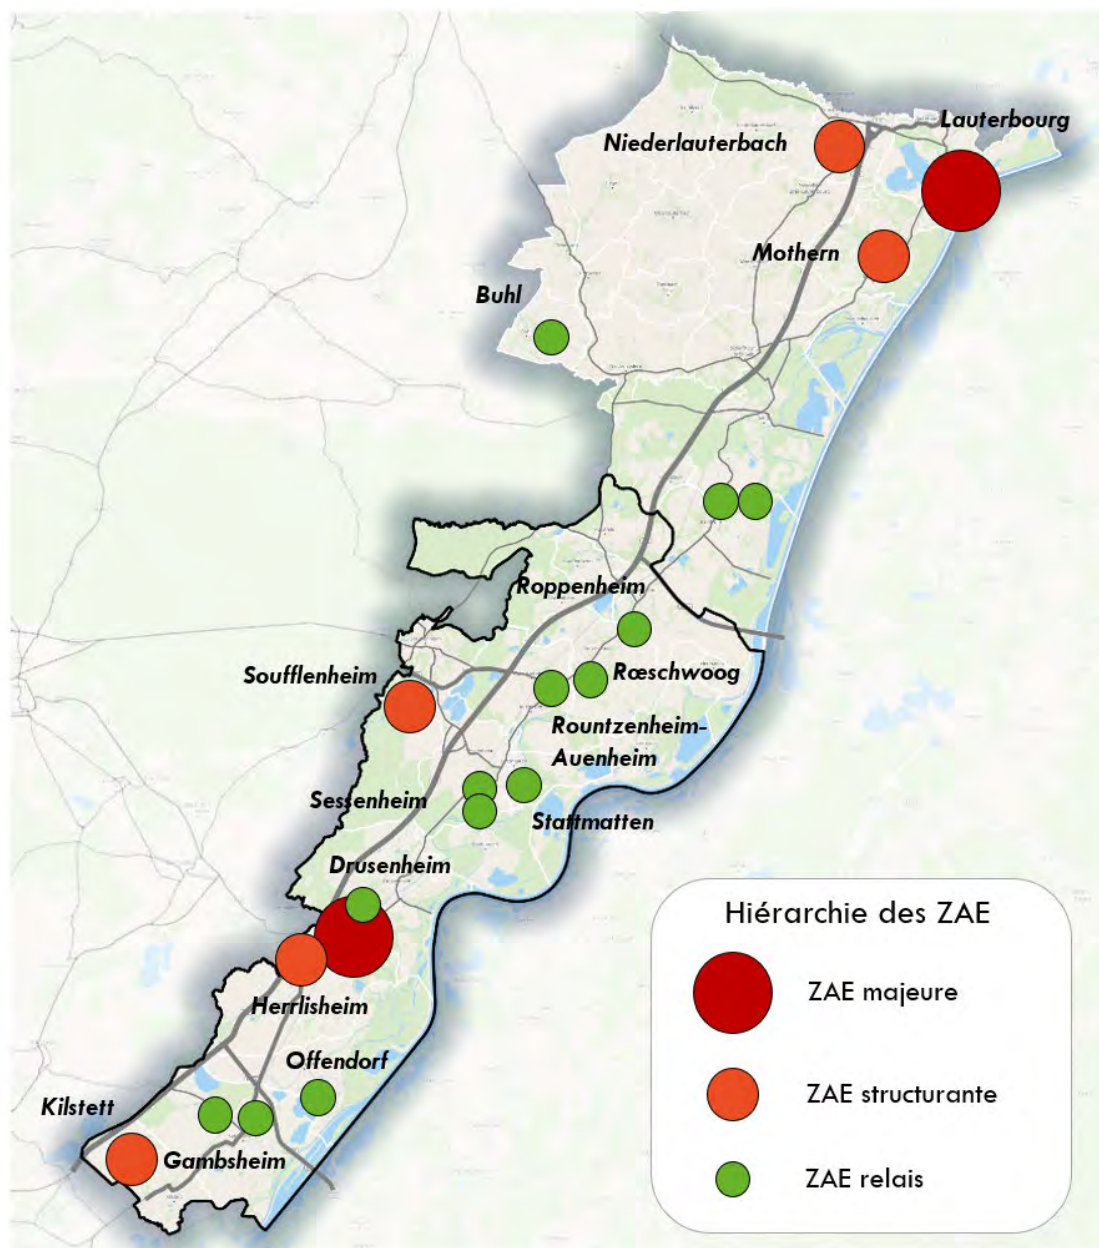 Lauterbourg
Niederlauterbach
Mothern
Buhl
Roppenheim
Soufflenheim
Rœschwoog
Rountzenheim-
Auenheim
Sessenheim
Stattmatten
Drusenheim
Herrlisheim
Offendorf
Kilstett
Gambsheim
Hiérarchie des ZAE
ZAE majeure
ZAE structurante
ZAE relais